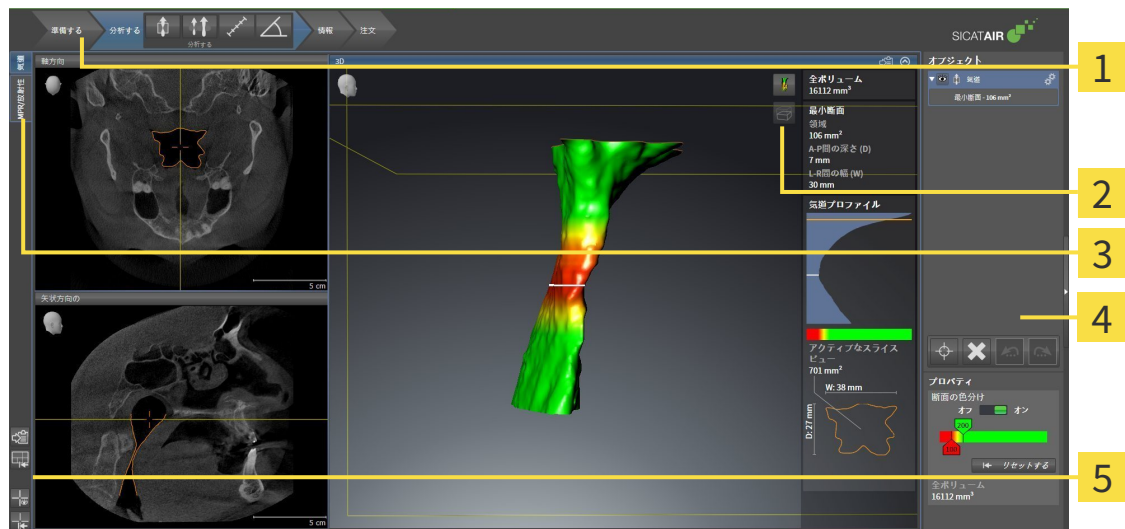 準備する
分析する
分析する
情報
注文
SICATAIR
1
気道
MPR/放射性
軸方向
5 cm
矢状方向の
5 cm
3D
全ボリューム
16112 mm³
最小断面
領域
106 mm²
A-P間の深さ (D)
7 mm
L-R間の幅 (W)
30 mm
気道プロファイル
アクティブなスライスビュー
701 mm²
W: 38 mm
D: 27 mm
オブジェクト
気道
最小断面 - 106 mm²
2
3
4
プロパティ
断面の色分け
オフ
オン
200
100
リセットする
全ボリューム
16112 mm³
5